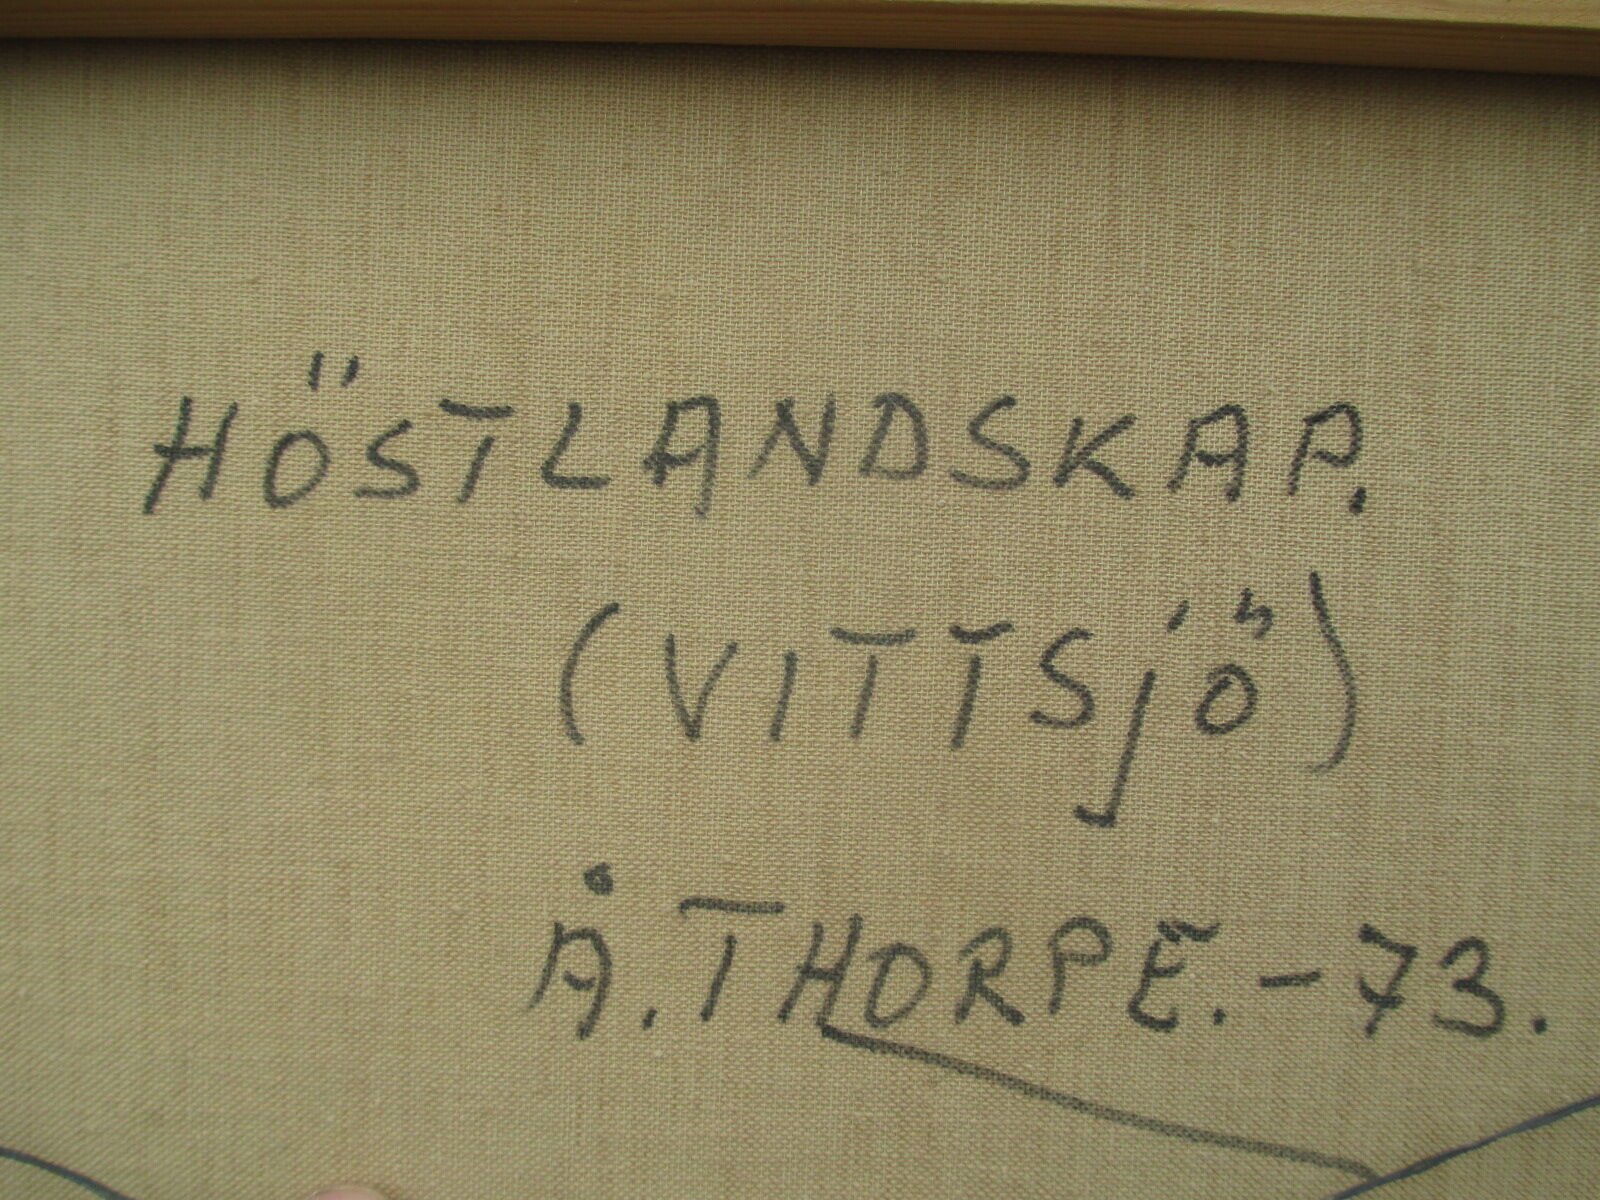 HÖSTLANDSKAP.
(VITTSjÖ)
Å.THORPE.-73.